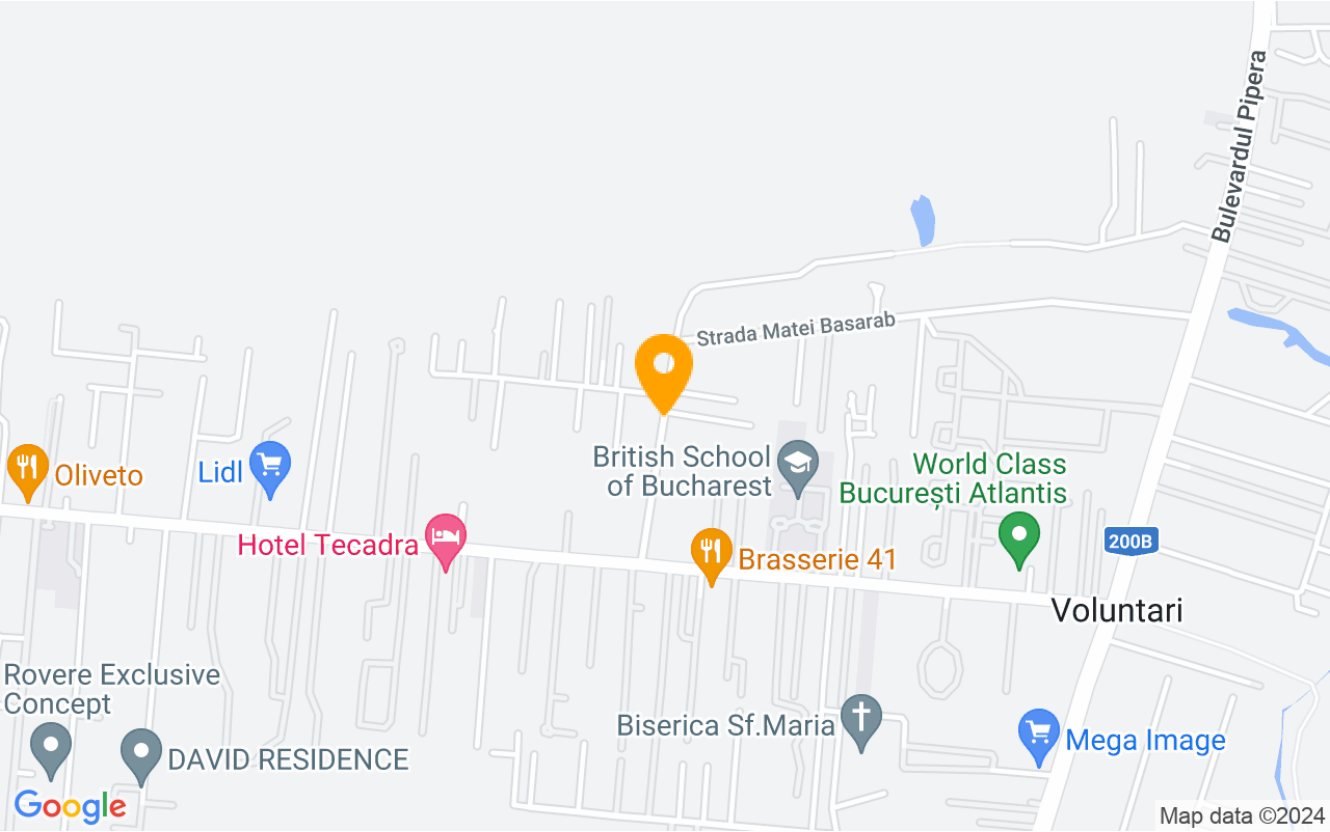 Bulevardul Pipera
Strada Matei Basarab
British School
of Bucharest
World Class
București Atlantis
Oliveto
Lidl
Hotel Tecadra
Brasserie 41
200B
Voluntari
Rovere Exclusive
Concept
Biserica Sf.Maria
DAVID RESIDENCE
Mega Image
Google
Map data ©2024